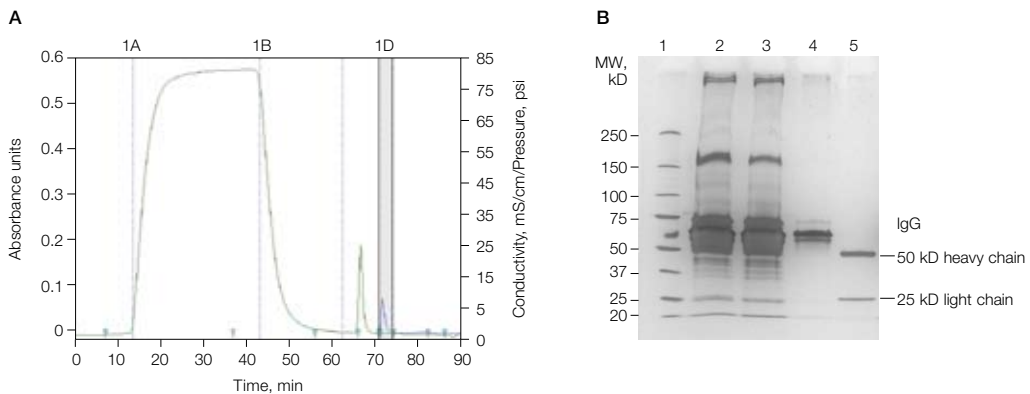 A
1A 1B 1D
0.6
0.5
0.4
0.3
0.2
0.1
0
Absorbance units
85
75
65
55
45
35
25
15
5
0
Conductivity, mS/cm/Pressure, psi
0 10 20 30 40 50 60 70 80 90
Time, min
B
1 2 3 4 5
MW,
kD
250
150
100
75
50
37
25
20
IgG
50 kD heavy chain
25 kD light chain